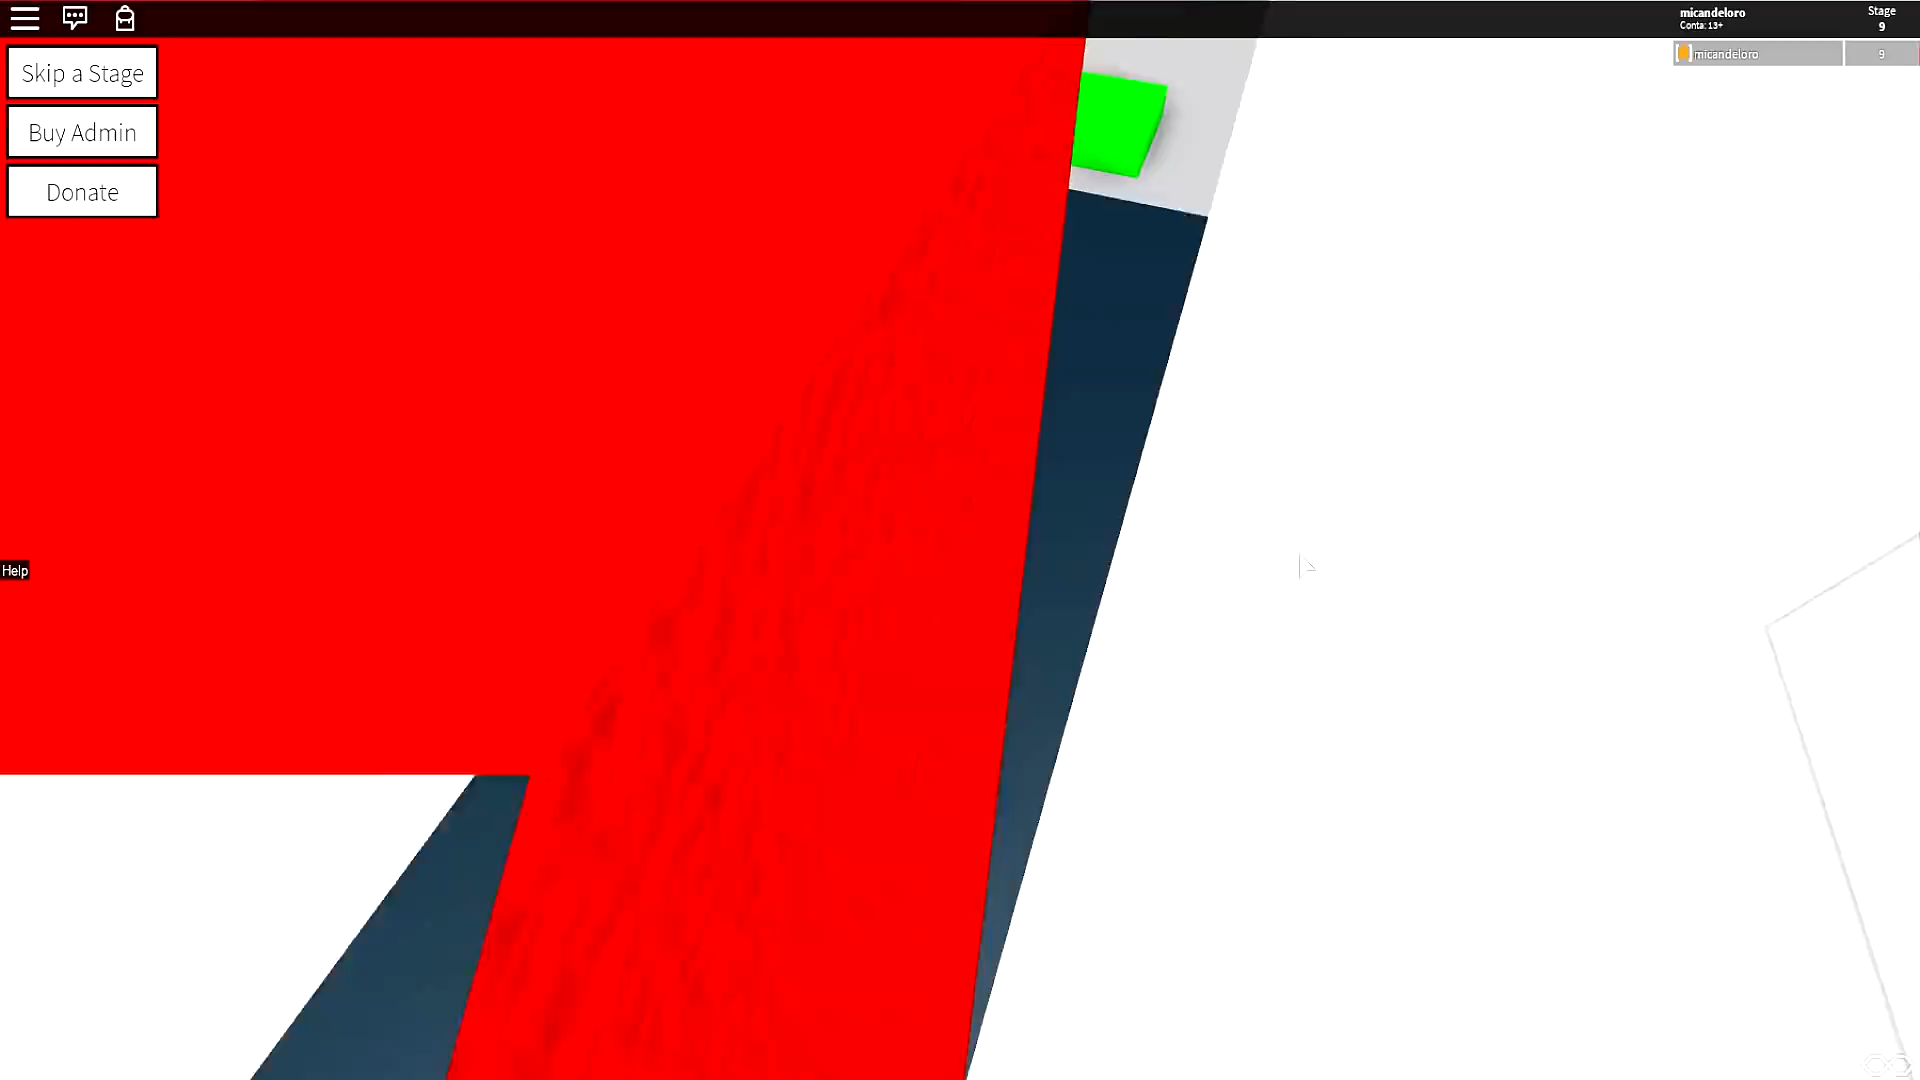 micandeloro
Conta: 13+
Stage
9
micandeloro
9
Skip a Stage
Buy Admin
Donate
Help